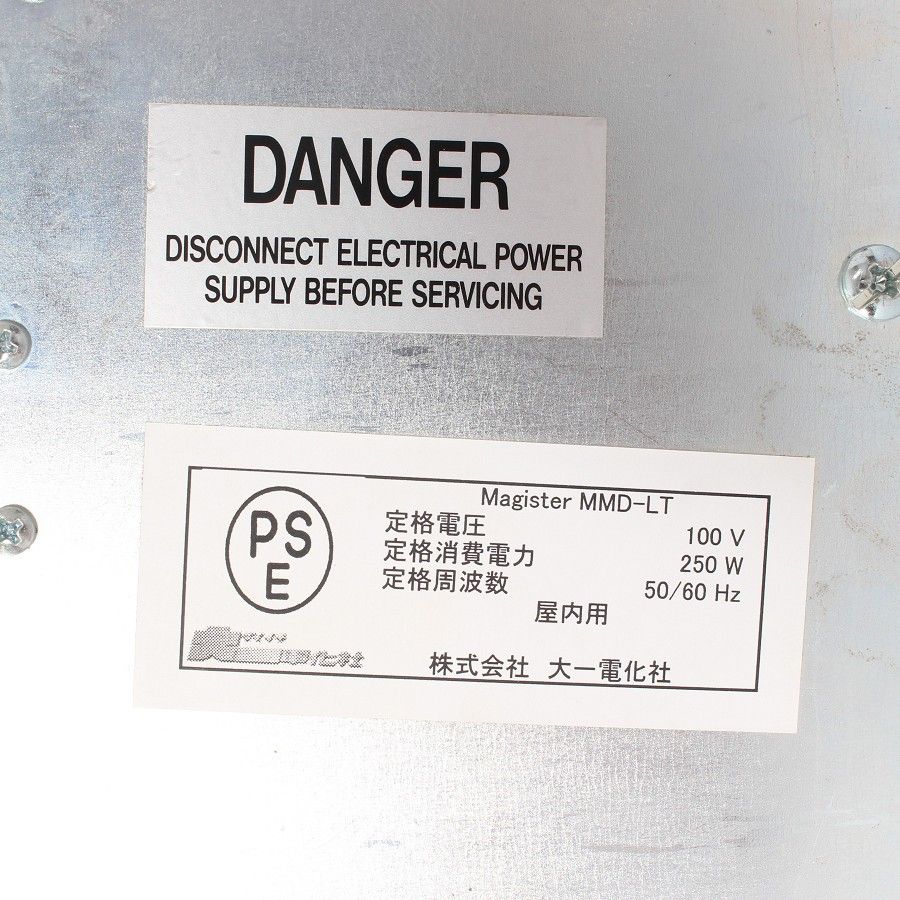 DANGER
DISCONNECT ELECTRICAL POWER
SUPPLY BEFORE SERVICING
Magister MMD-LT
PS
E
定格電圧 100 V
定格消費電力 250 W
定格周波数 50/60 Hz
屋内用
株式会社 大一電化社